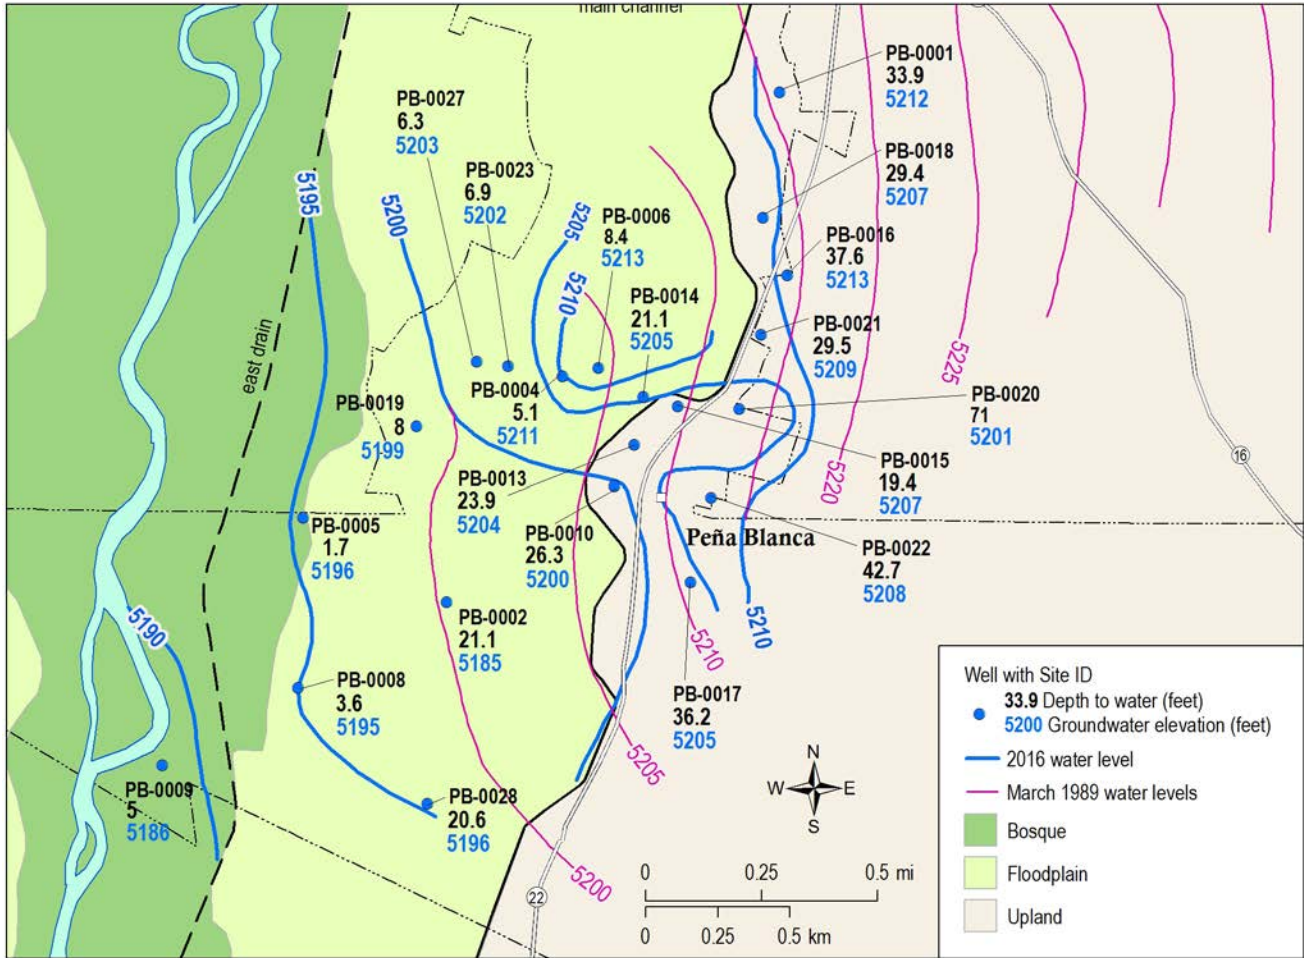 main channel
PB-0001
33.9
5212
PB-0027
6.3
5203
PB-0018
29.4
5207
PB-0023
6.9
5202
5195
5200
5205
PB-0006
8.4
5213
PB-0016
37.6
5213
5210
PB-0014
21.1
5205
PB-0021
29.5
5209
5225
east drain
PB-0004
5.1
5211
PB-0020
71
5201
PB-0019
8
5199
16
PB-0013
23.9
5204
PB-0015
19.4
5207
5220
PB-0005
1.7
5196
PB-0010
26.3
5200
Peña Blanca
PB-0022
42.7
5208
5190
PB-0002
21.1
5185
5210
5210
PB-0008
3.6
5195
PB-0017
36.2
5205
5205
PB-0009
5
5186
PB-0028
20.6
5196
5200
22
N
W E
S
0 0.25 0.5 mi
0 0.25 0.5 km
Well with Site ID
33.9 Depth to water (feet)
5200 Groundwater elevation (feet)
2016 water level
March 1989 water levels
Bosque
Floodplain
Upland